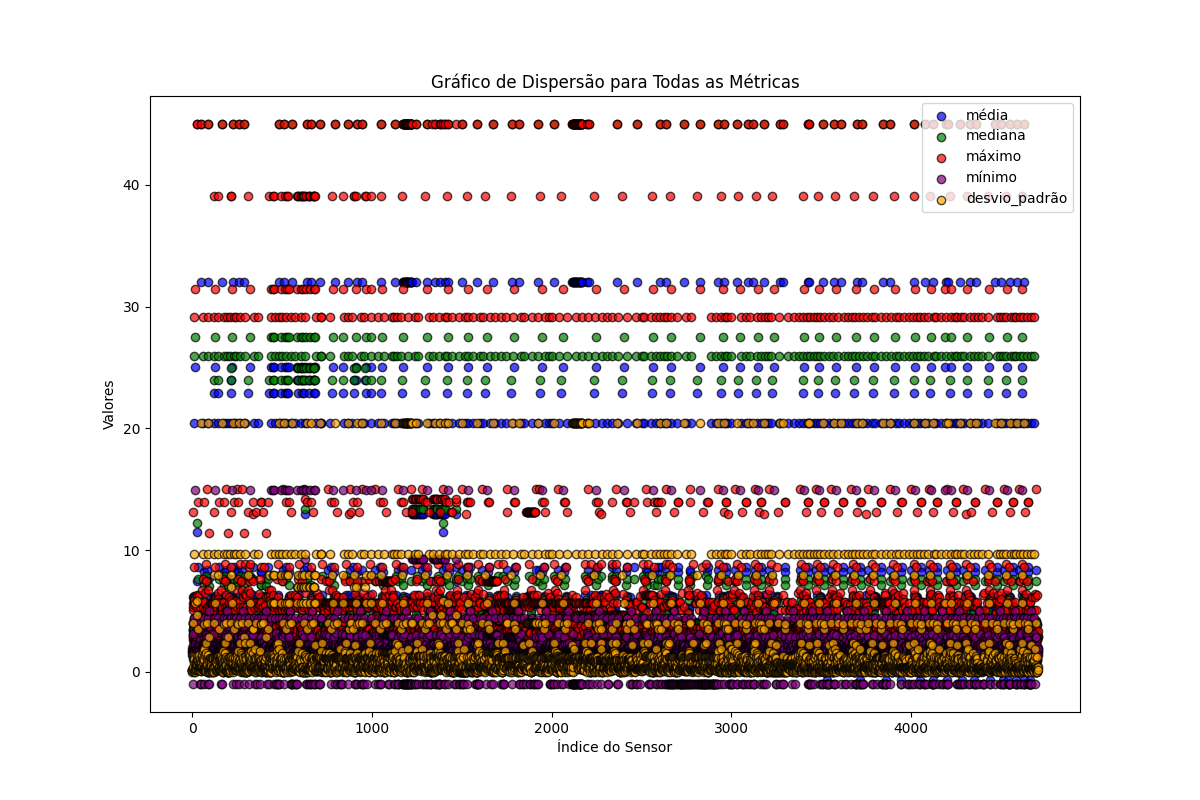 Gráfico de Dispersão para Todas as Métricas
média
mediana
máximo
mínimo
desvio_padrão
Valores
40
30
20
10
0
0 1000 2000 3000 4000
Índice do Sensor